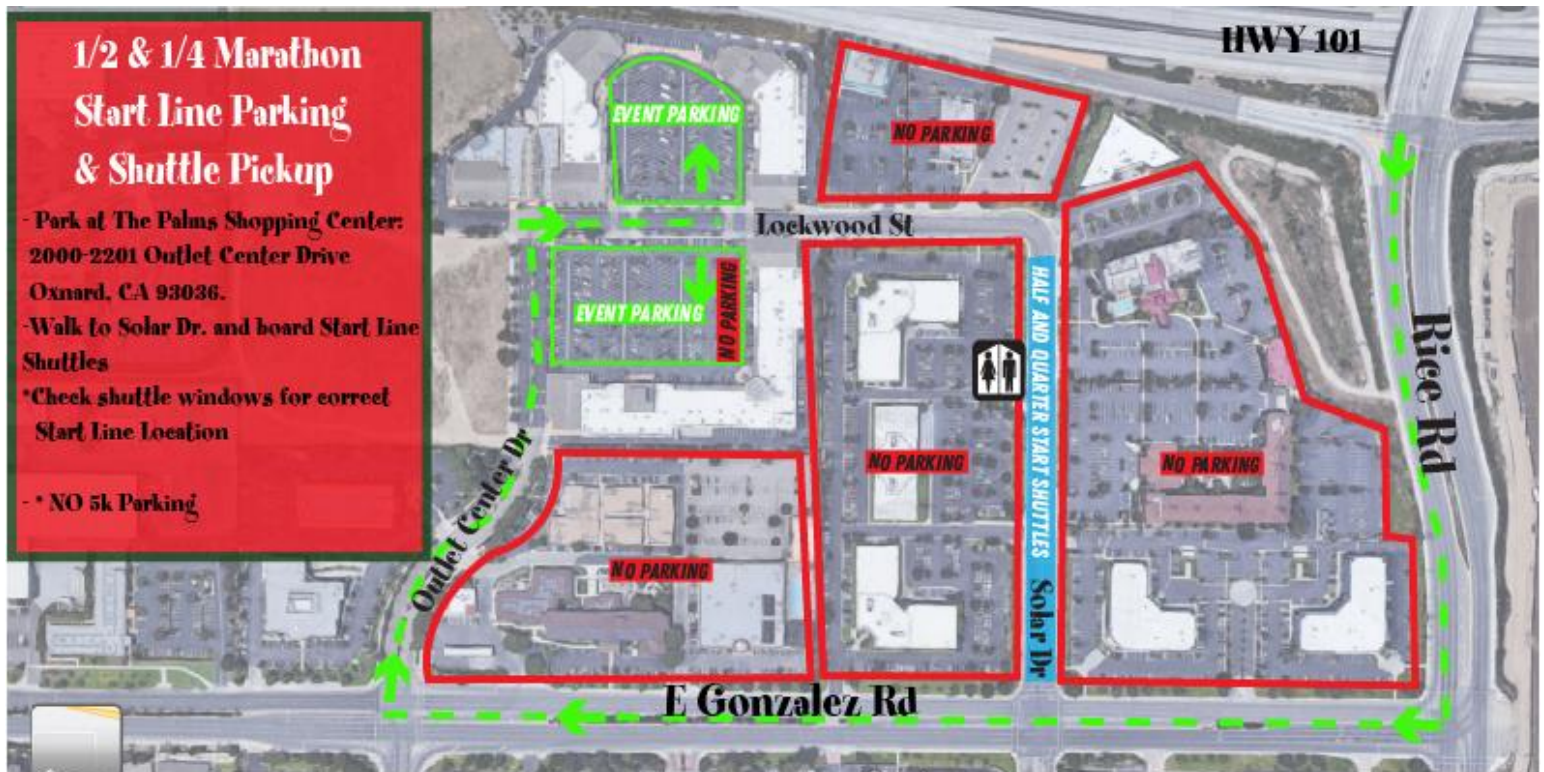 1/2 & 1/4 Marathon
Start Line Parking
& Shuttle Pickup
- Park at The Palms Shopping Center:
2000-2201 Outlet Center Drive
Oxnard, CA 93036.
-Walk to Solar Dr. and board Start Line
Shuttles
*Check shuttle windows for correct
Start Line Location
- * NO 5k Parking
HWY 101
EVENT PARKING
NO PARKING
Lockwood St
EVENT PARKING
NO PARKING
HALF AND QUARTER START SHUTTLES
Rice Rd
Outlet Center Dr
NO PARKING
NO PARKING
NO PARKING
Solar Dr
E Gonzalez Rd